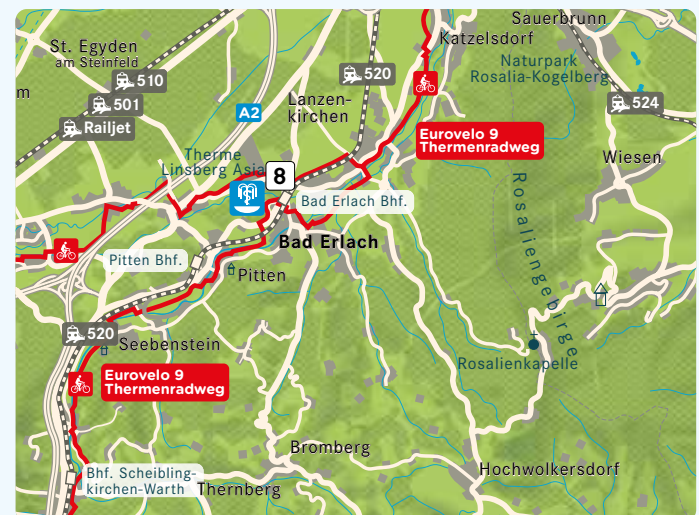 Sauerbrunn
Katzelsdorf
St. Egyden
am Steinfeld
Naturpark
Rosalia-Kogelberg
510
520
m
501
524
Lanzen-
kirchen
A2
Railjet
Eurovelo 9
Thermenradweg
Therme
Linsberg Asia
Wiesen
8
Bad Erlach Bhf.
Rosaliengebirge
Bad Erlach
Pitten Bhf.
Pitten
520
Seebenstein
Rosalienkapelle
Eurovelo 9
Thermenradweg
Bromberg
Hochwolkersdorf
Bhf. Scheibling-
kirchen-Warth
Thernberg